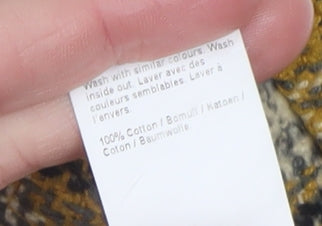 Wash with similar colours. Wash
inside out. Laver avec des
couleurs semblables. Laver à
l'envers.
100% Cotton / Bomull / Katoen /
Coton / Baumwolle